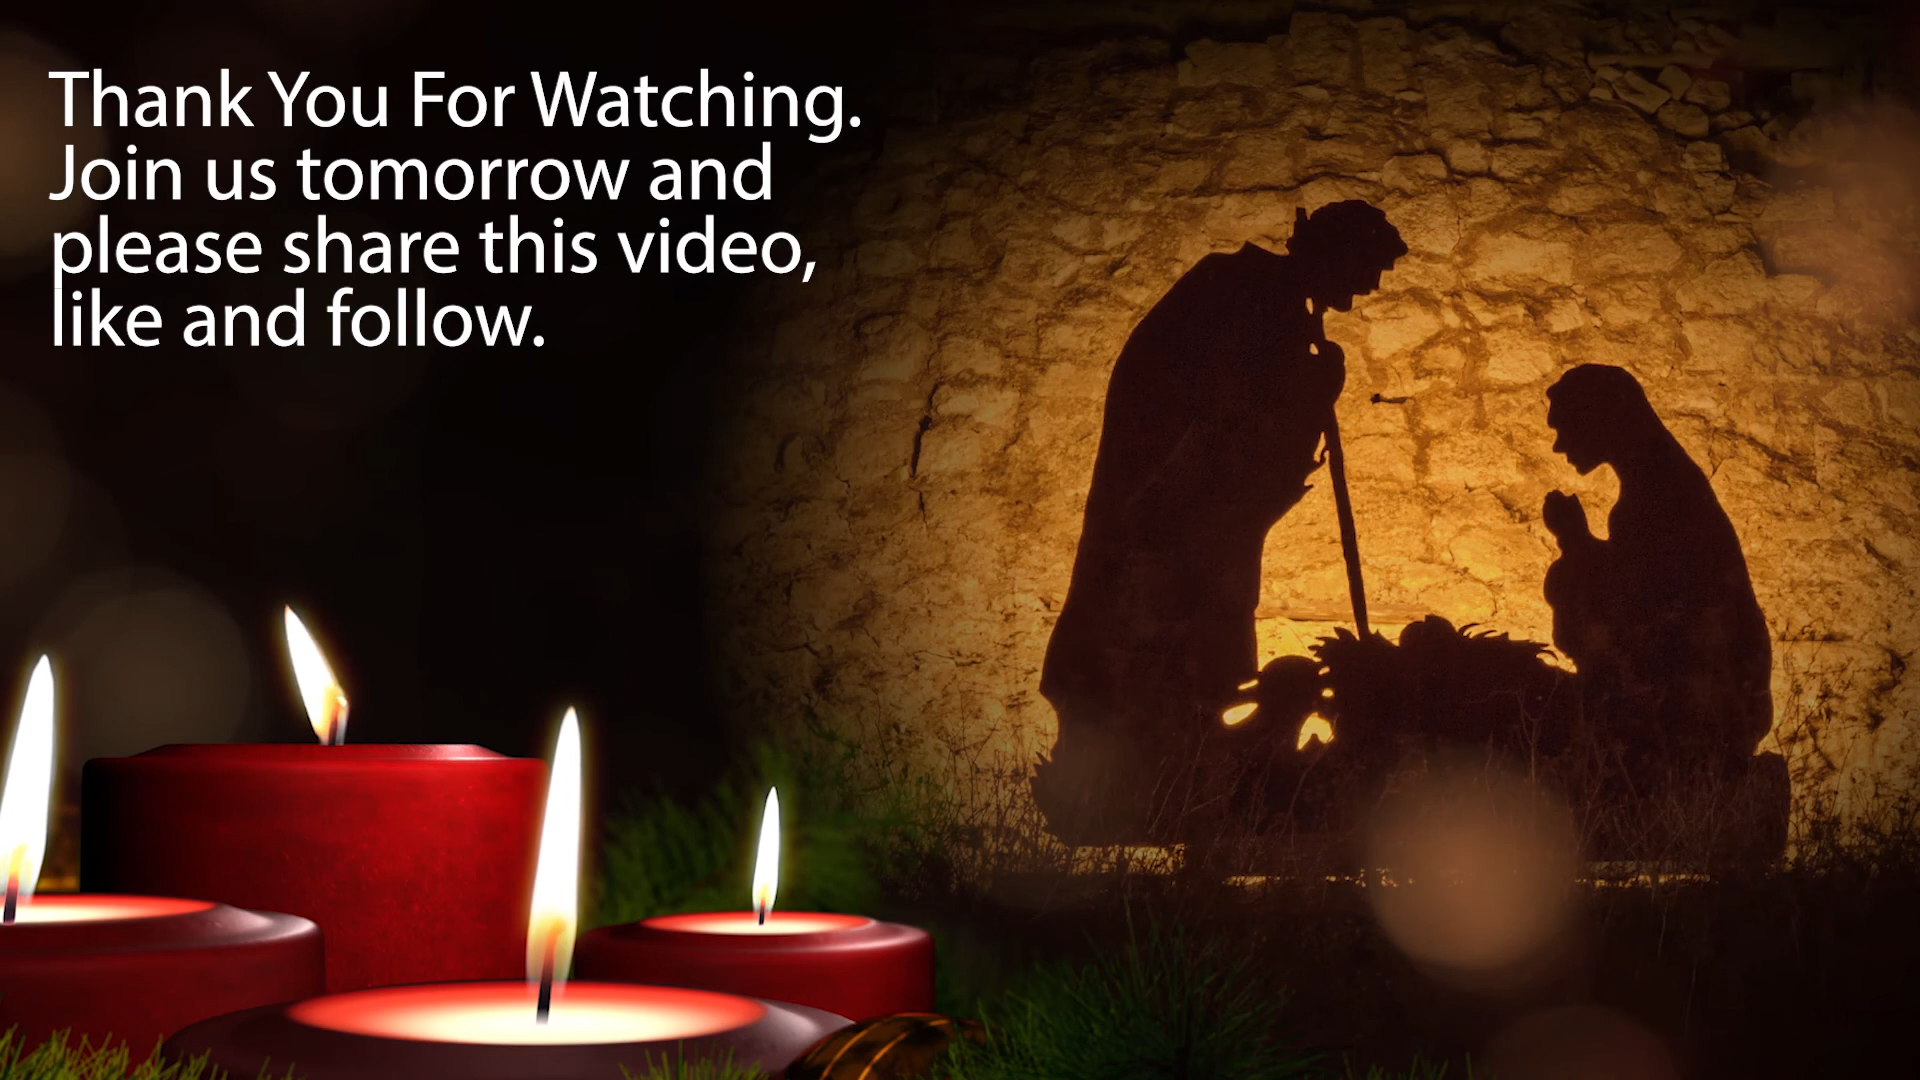 Thank You For Watching.
Join us tomorrow and
please share this video,
like and follow.